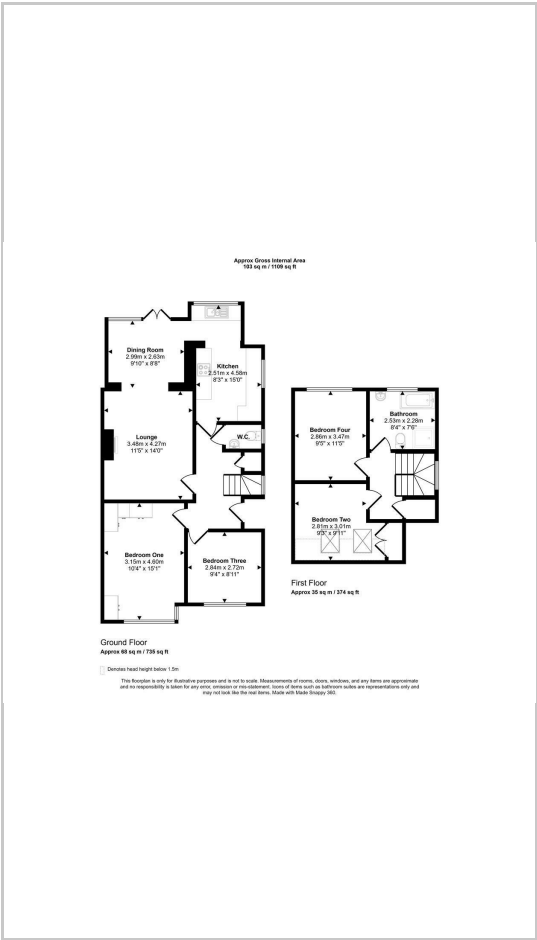 Approx Gross Internal Area
103 sq m / 1109 sq ft
Dining Room
2.99m x 2.63m
9'10" x 8'8"
Kitchen
2.51m x 4.58m
8'3" x 15'0"
Lounge
3.48m x 4.27m
11'5" x 14'0"
W.C.
Bedroom One
3.15m x 4.60m
10'4" x 15'1"
Bedroom Three
2.84m x 2.72m
9'4" x 8'11"
Ground Floor
Approx 68 sq m / 735 sq ft
Bedroom Four
2.86m x 3.47m
9'5" x 11'5"
Bathroom
2.53m x 2.28m
8'4" x 7'6"
Bedroom Two
2.81m x 3.01m
9'3" x 9'11"
First Floor
Approx 35 sq m / 374 sq ft
Denotes head height below 1.5m
This floorplan is only for illustrative purposes and is not to scale. Measurements of rooms, doors, windows, and any items are approximate
and no responsibility is taken for any error, omission or mis-statement. Icons of items such as bathroom suites are representations only and
may not look like the real items. Made with Made Snappy 360.